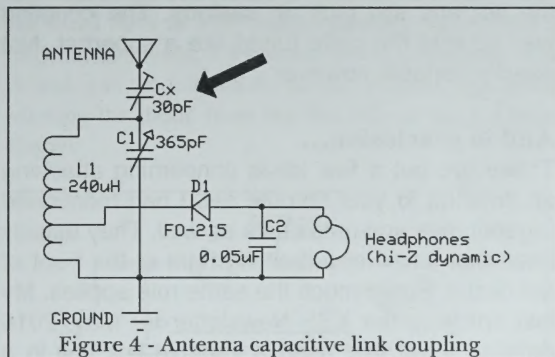 ANTENNA
Cx
30pF
C1
365pF
L1
240uH
D1
FO-215
C2
0.05uF
Headphones
(hi-Z dynamic)
GROUND
Figure 4 - Antenna capacitive link coupling